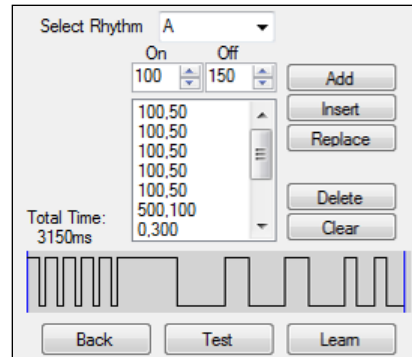 Select Rhythm A
On Off
100 150 Add
100,50 Insert
100,50 Replace
100,50
100,50
100,50 Delete
500,100 Clear
0,300
Total Time:
3150ms
Back Test Learn